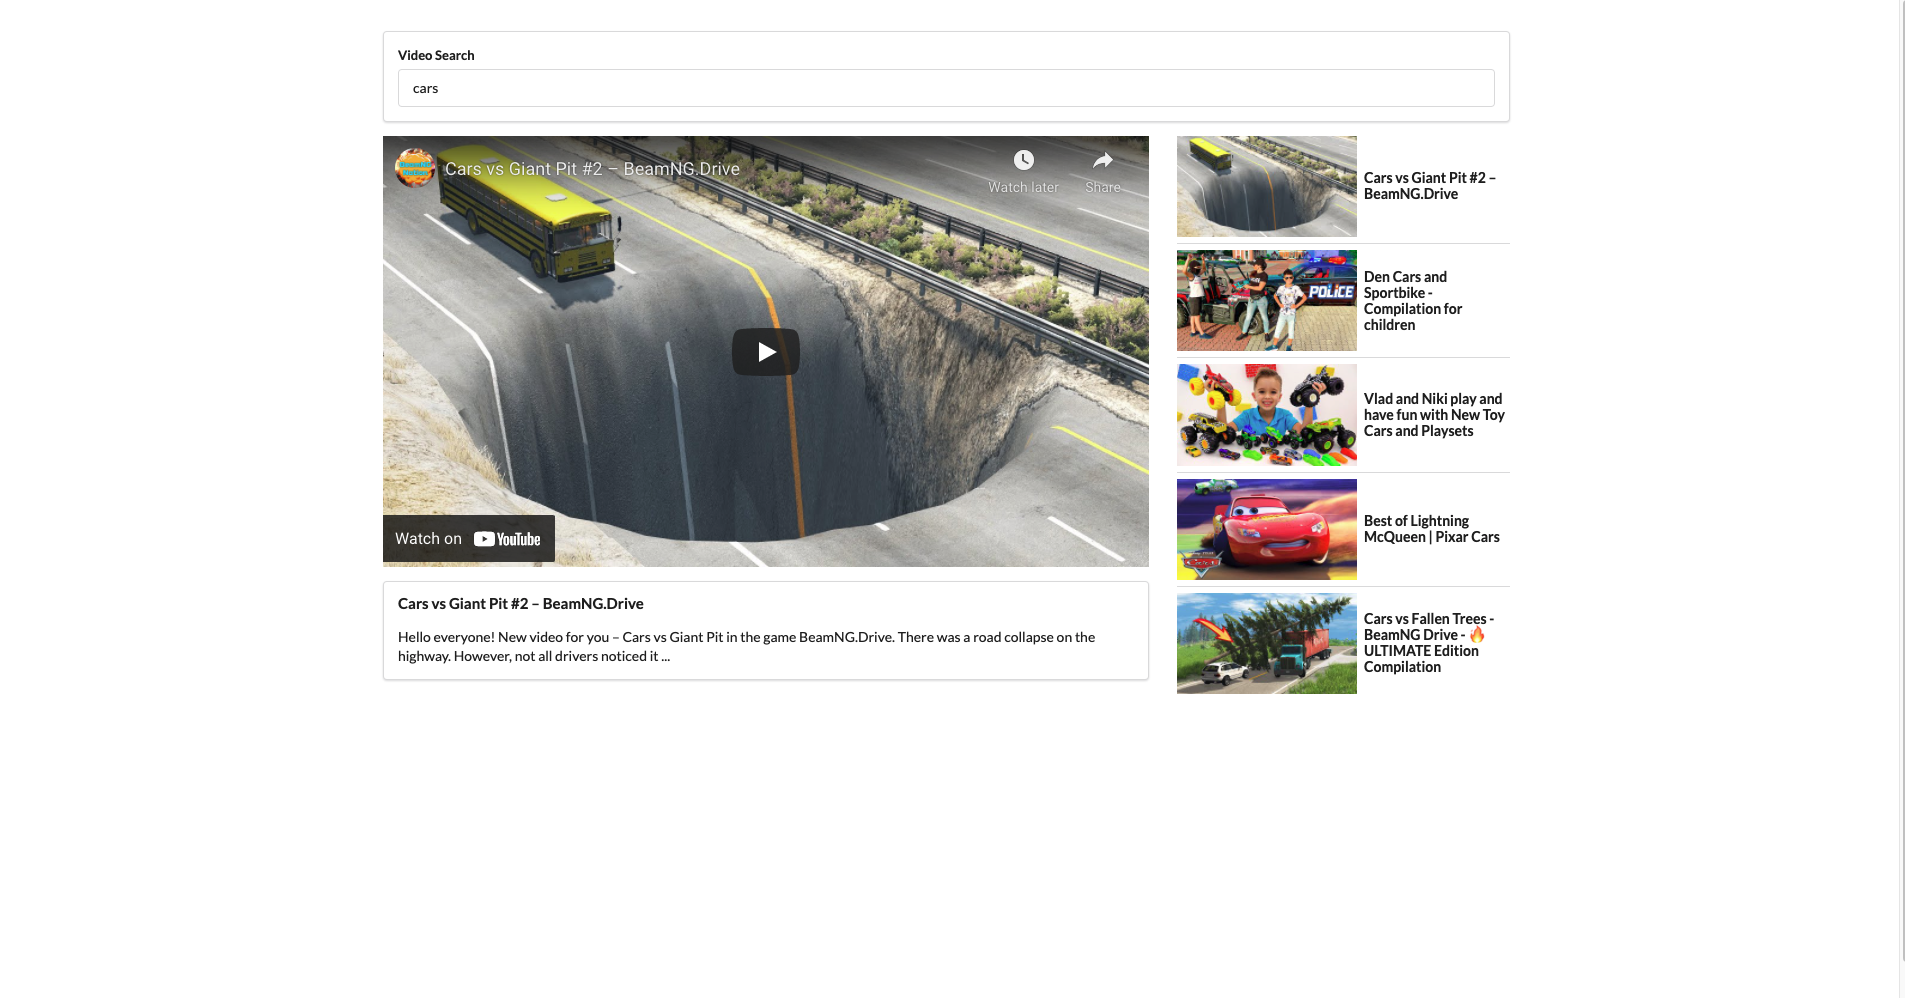 Video Search
cars
Cars vs Giant Pit #2 – BeamNG.Drive
Watch later
Share
Watch on YouTube
Cars vs Giant Pit #2 – BeamNG.Drive
Hello everyone! New video for you – Cars vs Giant Pit in the game BeamNG.Drive. There was a road collapse on the
highway. However, not all drivers noticed it ...
Cars vs Giant Pit #2 –
BeamNG.Drive
POLICE
Den Cars and
Sportbike -
Compilation for
children
Vlad and Niki play and
have fun with New Toy
Cars and Playsets
Best of Lightning
McQueen | Pixar Cars
Cars vs Fallen Trees -
BeamNG Drive - 🔥
ULTIMATE Edition
Compilation